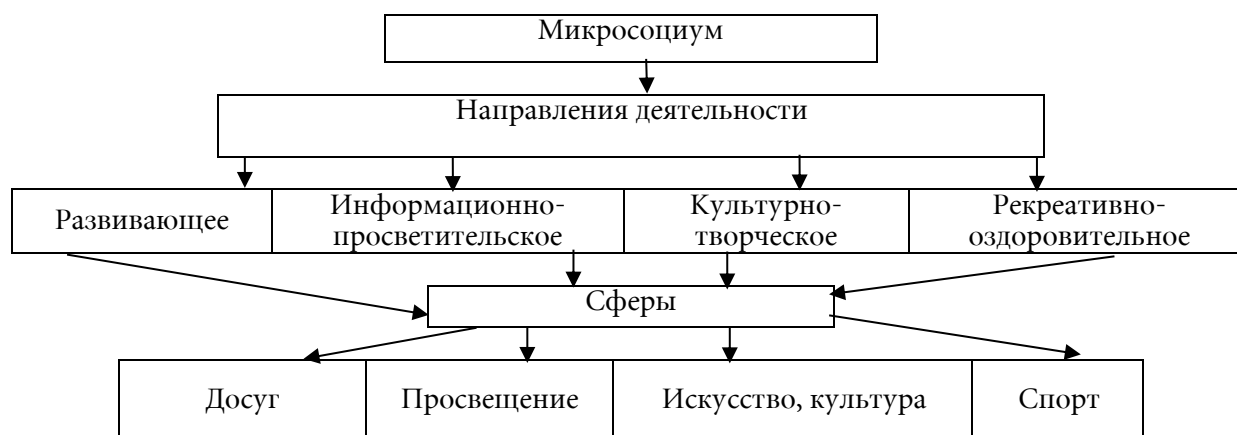 Микросоциум
Направления деятельности
Развивающее
Информационно-
просветительское
Культурно-
творческое
Рекреативно-
оздоровительное
Сферы
Досуг
Просвещение
Искусство, культура
Спорт